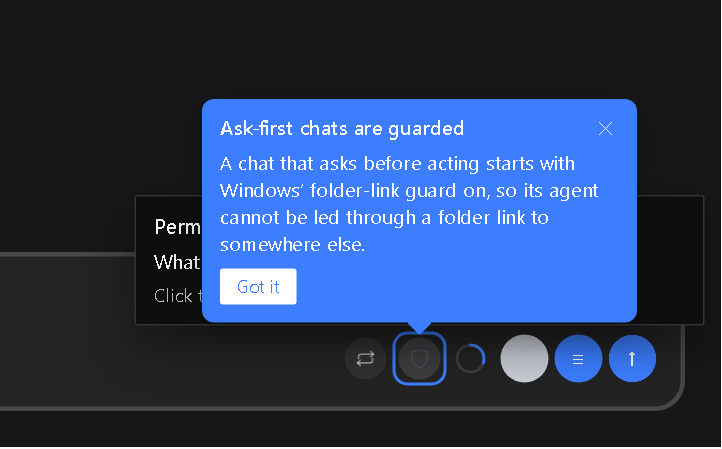 Ask-first chats are guarded
A chat that asks before acting starts with
Windows’ folder-link guard on, so its agent
cannot be led through a folder link to
somewhere else.
Got it
What
Click